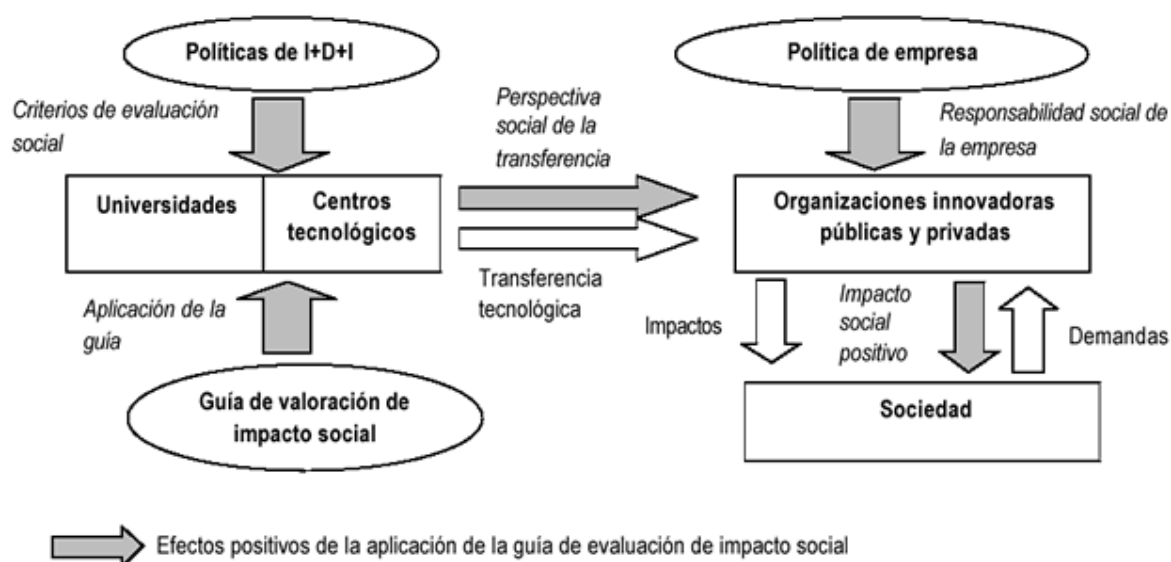 Políticas de I+D+I
Política de empresa
Criterios de evaluación
social
Perspectiva
social de la
transferencia
Responsabilidad social de
la empresa
Universidades
Centros
tecnológicos
Organizaciones innovadoras
públicas y privadas
Aplicación de la
guía
Transferencia
tecnológica
Impactos
Impacto
social
positivo
Demandas
Guía de valoración de
impacto social
Sociedad
Efectos positivos de la aplicación de la guía de evaluación de impacto social